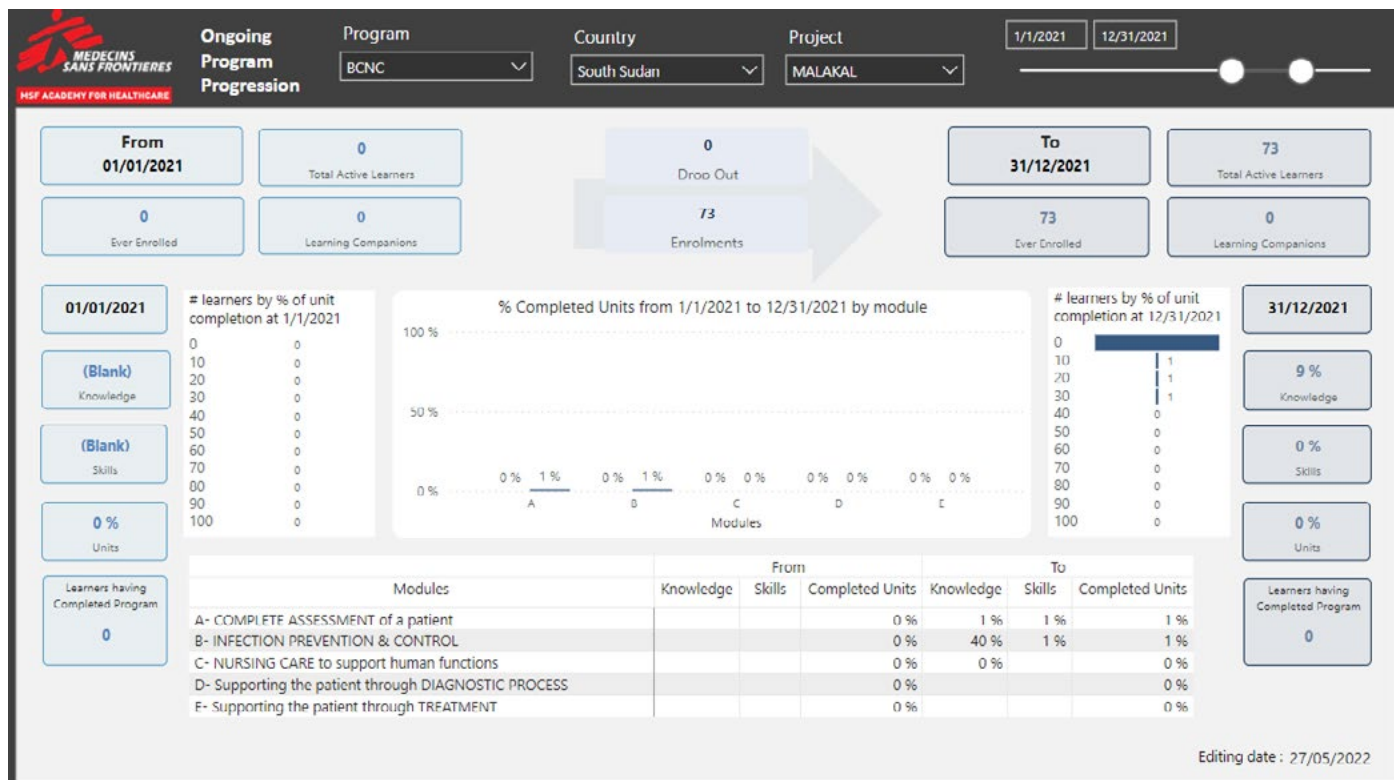 MEDECINS
SANS FRONTIERES
MSF ACADEMY FOR HEALTHCARE
Ongoing
Program
Progression
Program
BCNC
Country
South Sudan
Project
MALAKAL
1/1/2021 12/31/2021
From
01/01/2021
0
Total Active Learners
0
Ever Enrolled
0
Learning Companions
0
Drop Out
73
Enrolments
To
31/12/2021
73
Total Active Learners
73
Ever Enrolled
0
Learning Companions
01/01/2021
(Blank)
Knowledge
(Blank)
Skills
0 %
Units
Learners having
Completed Program
0
# learners by % of unit
completion at 1/1/2021
0 0
10 0
20 0
30 0
40 0
50 0
60 0
70 0
80 0
90 0
100 0
% Completed Units from 1/1/2021 to 12/31/2021 by module
100 %
50 %
0 %
0 % 1 % 0 % 1 % 0 % 0 % 0 % 0 % 0 % 0 %
A B C D E
Modules
# learners by % of unit
completion at 12/31/2021
0
10 1
20 1
30 1
40 0
50 0
60 0
70 0
80 0
90 0
100 0
31/12/2021
9 %
Knowledge
0 %
Skills
0 %
Units
Learners having
Completed Program
0
From To
Modules Knowledge Skills Completed Units Knowledge Skills Completed Units
A- COMPLETE ASSESSMENT of a patient 0 % 1 % 1 % 1 %
B- INFECTION PREVENTION & CONTROL 0 % 40 % 1 % 1 %
C- NURSING CARE to support human functions 0 % 0 % 0 %
D- Supporting the patient through DIAGNOSTIC PROCESS 0 % 0 %
E- Supporting the patient through TREATMENT 0 % 0 %
Editing date : 27/05/2022